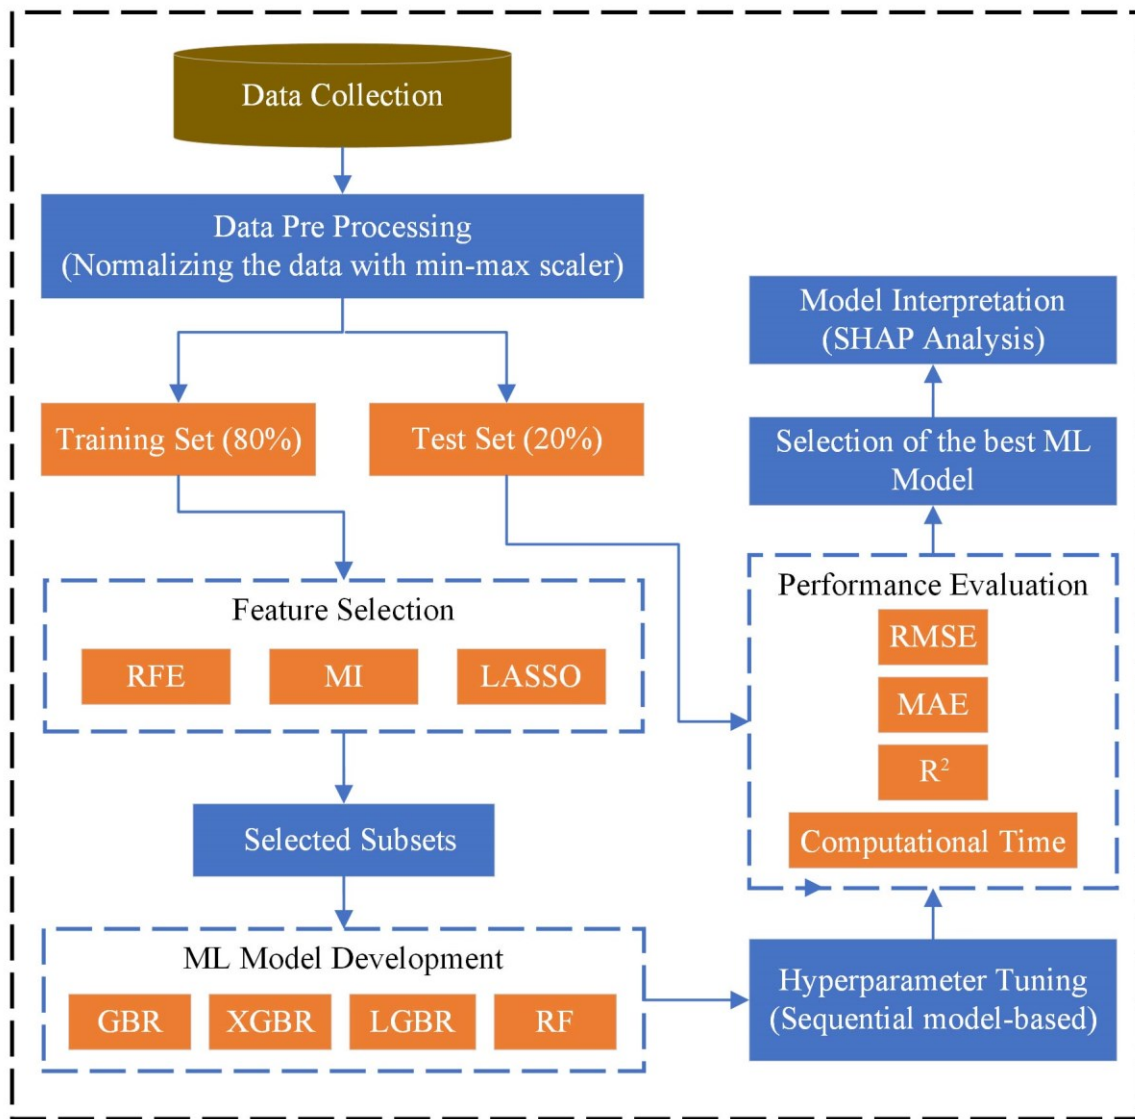 Data Collection
Data Pre Processing
(Normalizing the data with min-max scaler)
Training Set (80%)
Test Set (20%)
Feature Selection
RFE
MI
LASSO
Selected Subsets
ML Model Development
GBR
XGBR
LGBR
RF
Hyperparameter Tuning
(Sequential model-based)
Performance Evaluation
RMSE
MAE
R²
Computational Time
Selection of the best ML
Model
Model Interpretation
(SHAP Analysis)